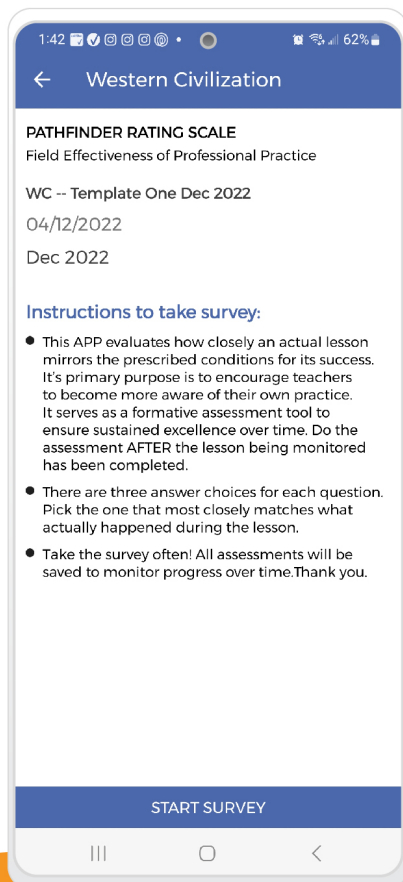 1:42
62%
Western Civilization
PATHFINDER RATING SCALE
Field Effectiveness of Professional Practice
WC -- Template One Dec 2022
04/12/2022
Dec 2022
Instructions to take survey:
● This APP evaluates how closely an actual lesson
mirrors the prescribed conditions for its success.
It's primary purpose is to encourage teachers
to become more aware of their own practice.
It serves as a formative assessment tool to
ensure sustained excellence over time. Do the
assessment AFTER the lesson being monitored
has been completed.
● There are three answer choices for each question.
Pick the one that most closely matches what
actually happened during the lesson.
● Take the survey often! All assessments will be
saved to monitor progress over time.Thank you.
START SURVEY